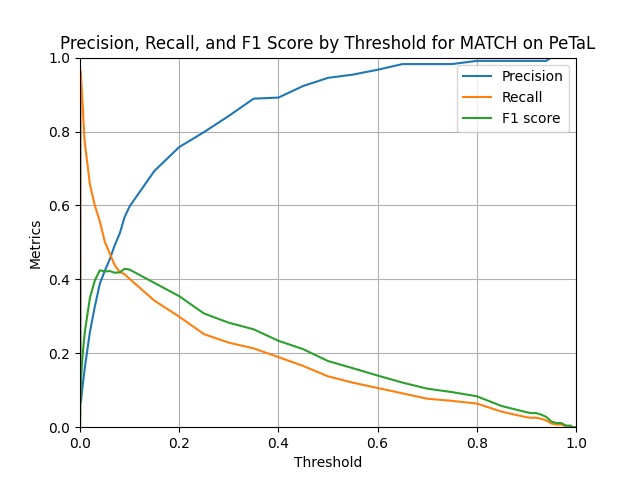 Precision, Recall, and F1 Score by Threshold for MATCH on PeTaL
1.0
0.8
0.6
0.4
0.2
0.0
Metrics
Precision
Recall
F1 score
0.0 0.2 0.4 0.6 0.8 1.0
Threshold